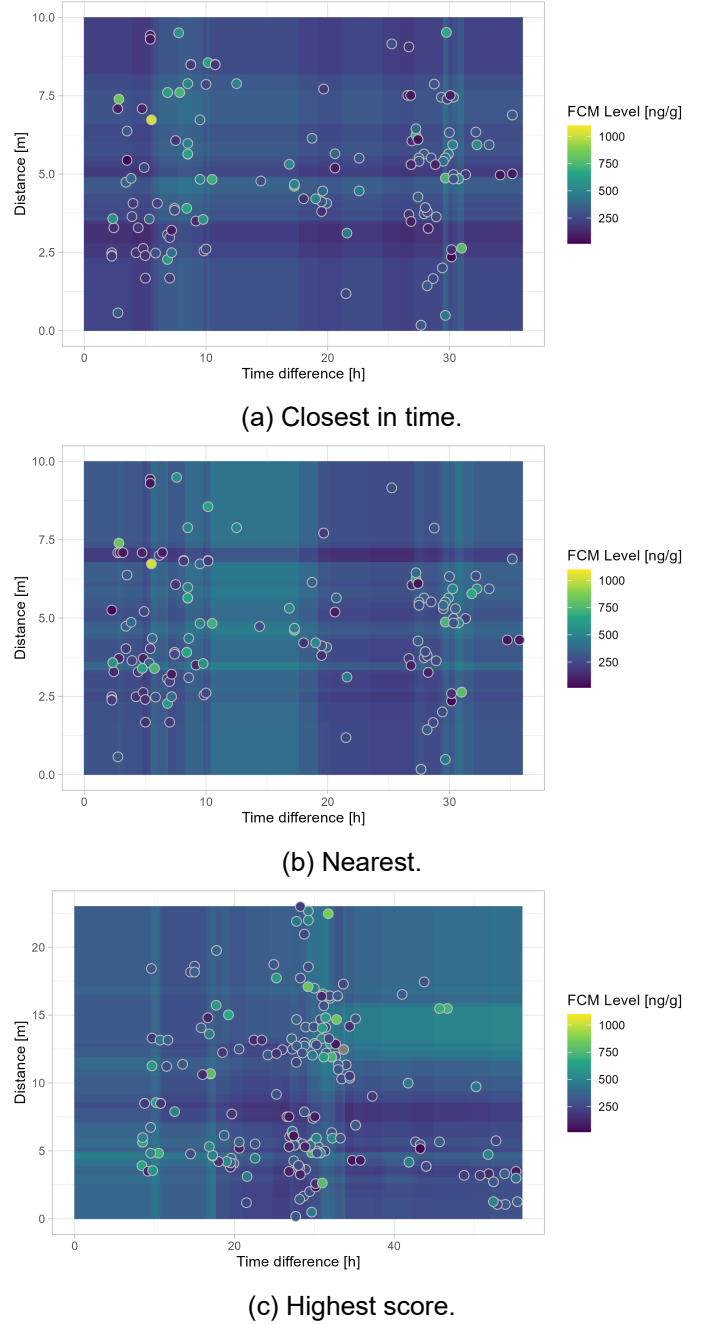 10.0
7.5
5.0
2.5
0.0
Distance [m]
0 10 20 30
Time difference [h]
FCM Level [ng/g]
1000
750
500
250
(a) Closest in time.
10.0
7.5
5.0
2.5
0.0
Distance [m]
0 10 20 30
Time difference [h]
FCM Level [ng/g]
1000
750
500
250
(b) Nearest.
20
15
10
5
0
Distance [m]
0 20 40
Time difference [h]
FCM Level [ng/g]
1000
750
500
250
(c) Highest score.